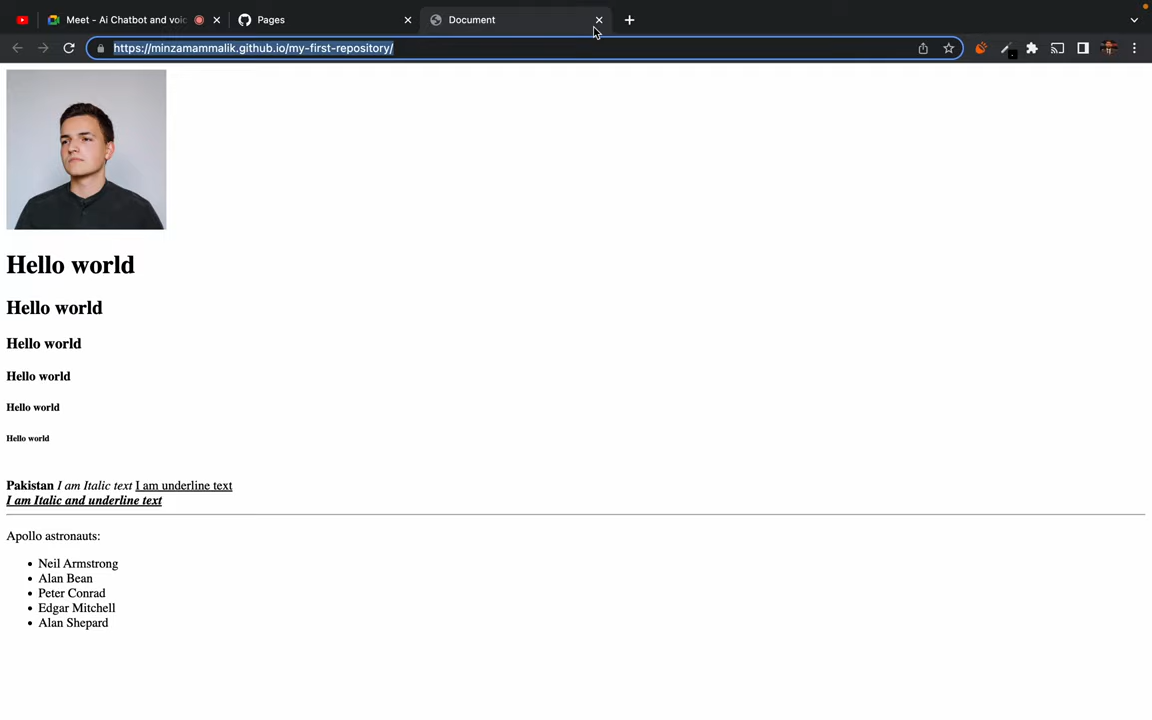 Meet - Ai Chatbot and voic
Pages
Document
https://minzamammalik.github.io/my-first-repository/
Hello world
Hello world
Hello world
Hello world
Hello world
Hello world
Pakistan I am Italic text I am underline text
I am Italic and underline text
Apollo astronauts:
Neil Armstrong
Alan Bean
Peter Conrad
Edgar Mitchell
Alan Shepard